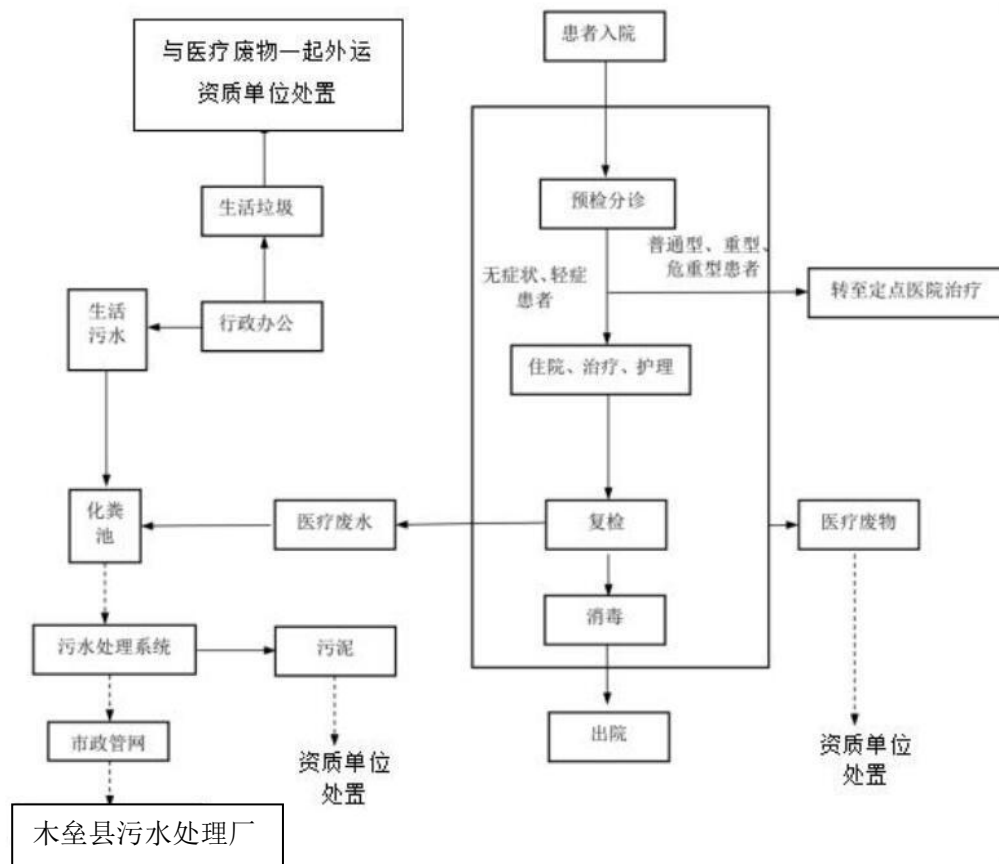 患者入院
与医疗废物一起外运
资质单位处置
预检分诊
生活垃圾
普通型、重型、
危重型患者
无症状、轻症
患者
转至定点医院治疗
生活
污水
行政办公
住院、治疗、护理
化粪
池
医疗废水
复检
医疗废物
消毒
污水处理系统
污泥
出院
市政管网
资质单位
处置
资质单位
处置
木垒县污水处理厂